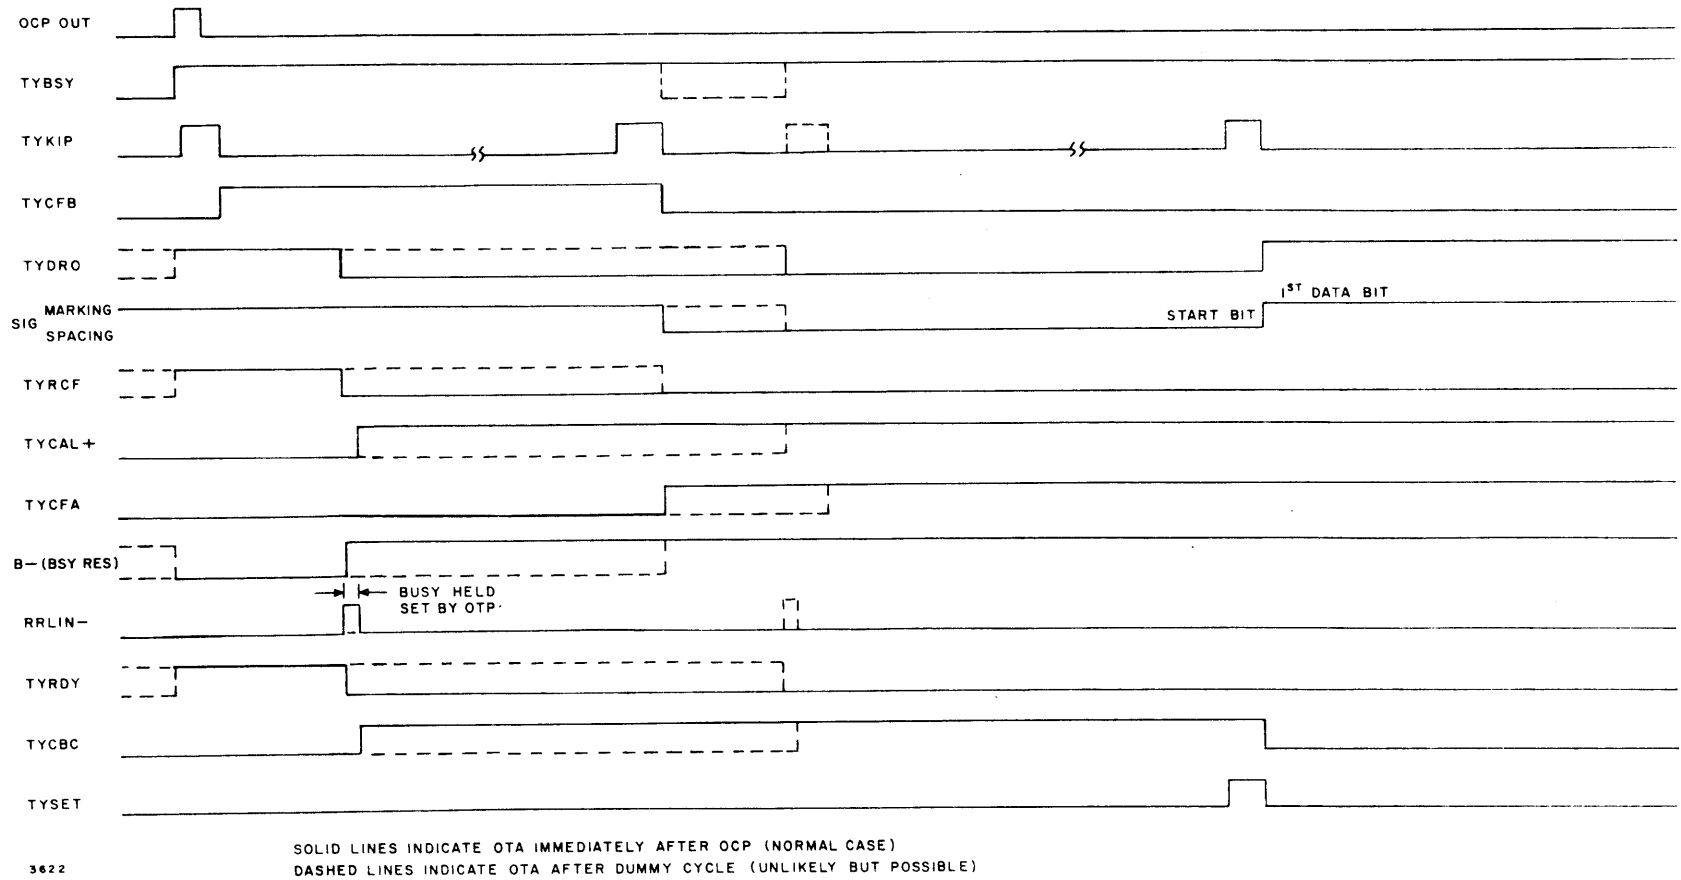 OCP OUT
TYBSY
TYKIP
TYCFB
TYDRO
SIG MARKING
SPACING
START BIT
1ST DATA BIT
TYRCF
TYCAL+
TYCFA
B-(BSY RES)
BUSY HELD
SET BY OTP
RRLIN-
TYRDY
TYCBC
TYSET
SOLID LINES INDICATE OTA IMMEDIATELY AFTER OCP (NORMAL CASE)
DASHED LINES INDICATE OTA AFTER DUMMY CYCLE (UNLIKELY BUT POSSIBLE)
3622